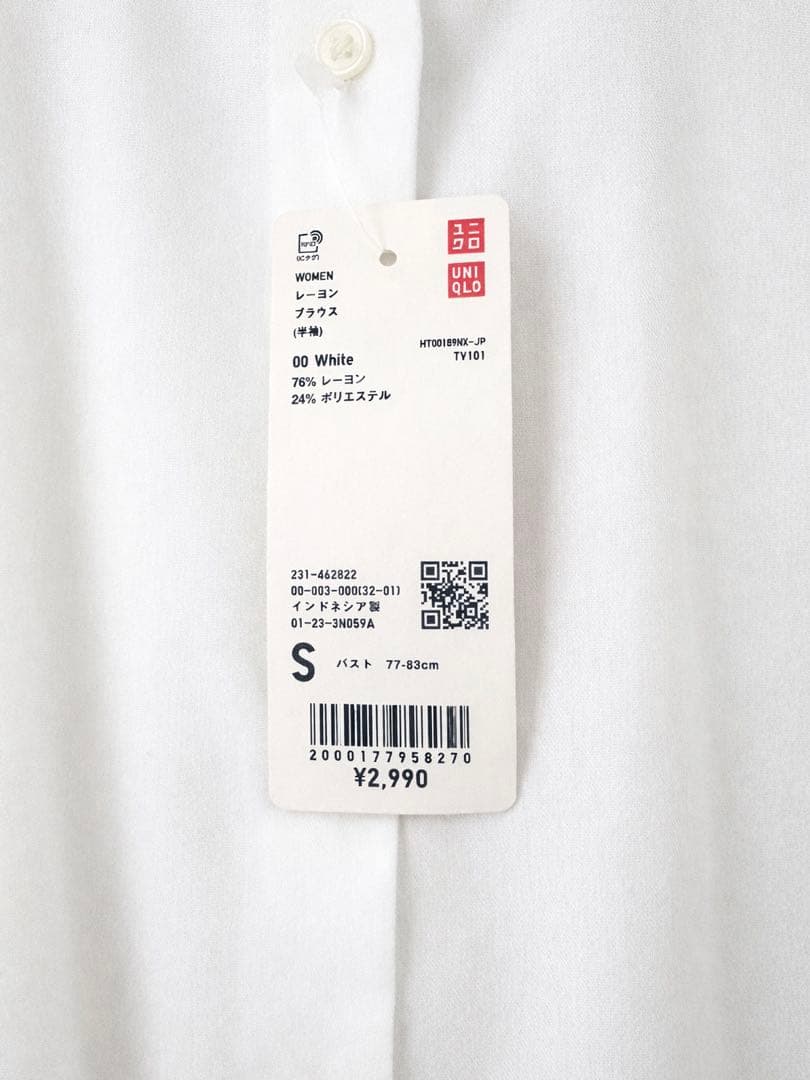 RFID
(ICタグ)
ユニ
クロ
UNI
QLO
WOMEN
レーヨン
ブラウス
(半袖)
HT00189NX-JP
TV101
00 White
76% レーヨン
24% ポリエステル
231-462822
00-003-000(32-01)
インドネシア製
01-23-3N059A
S バスト 77-83cm
2000177958270
¥2,990